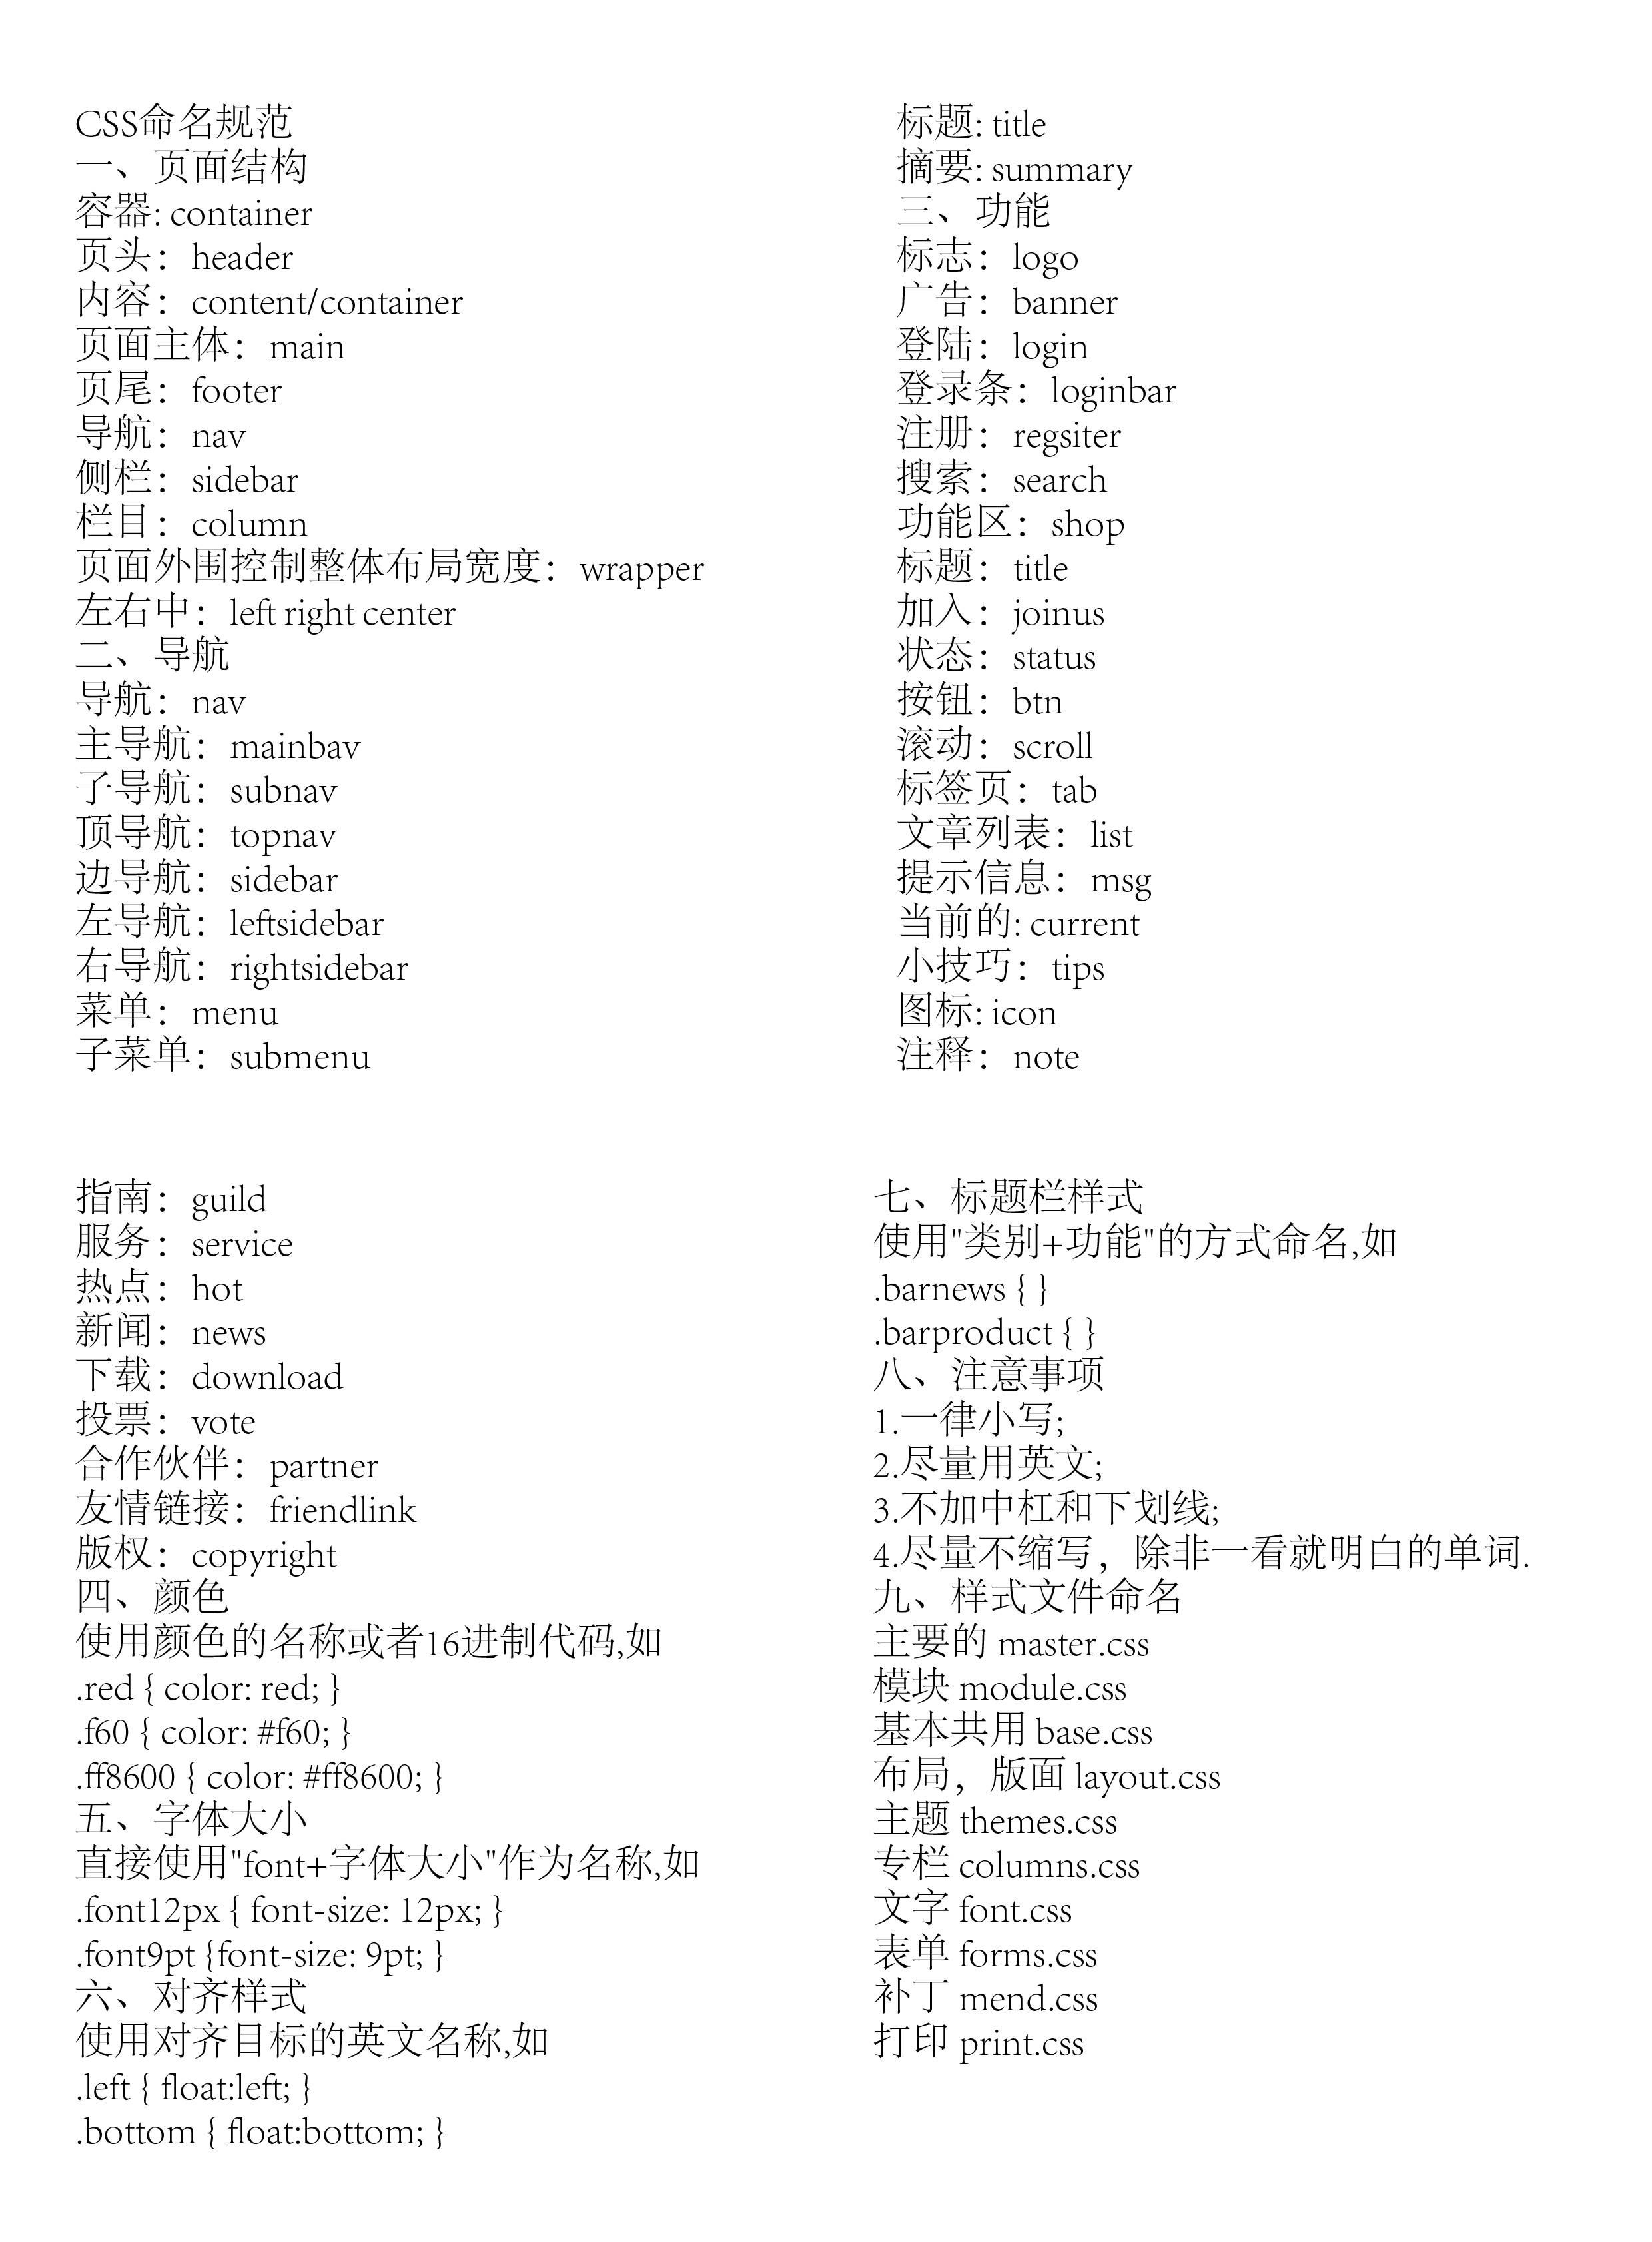 CSS命名规范
一、页面结构
容器: container
页头：header
内容：content/container
页面主体：main
页尾：footer
导航：nav
侧栏：sidebar
栏目：column
页面外围控制整体布局宽度：wrapper
左右中：left right center
二、导航
导航：nav
主导航：mainbav
子导航：subnav
顶导航：topnav
边导航：sidebar
左导航：leftsidebar
右导航：rightsidebar
菜单：menu
子菜单：submenu
标题: title
摘要: summary
三、功能
标志：logo
广告：banner
登陆：login
登录条：loginbar
注册：regsiter
搜索：search
功能区：shop
标题：title
加入：joinus
状态：status
按钮：btn
滚动：scroll
标签页：tab
文章列表：list
提示信息：msg
当前的: current
小技巧：tips
图标: icon
注释：note
指南：guild
服务：service
热点：hot
新闻：news
下载：download
投票：vote
合作伙伴：partner
友情链接：friendlink
版权：copyright
四、颜色
使用颜色的名称或者16进制代码,如
.red { color: red; }
.f60 { color: #f60; }
.ff8600 { color: #ff8600; }
五、字体大小
直接使用"font+字体大小"作为名称,如
.font12px { font-size: 12px; }
.font9pt {font-size: 9pt; }
六、对齐样式
使用对齐目标的英文名称,如
.left { float:left; }
.bottom { float:bottom; }
七、标题栏样式
使用"类别+功能"的方式命名,如
.barnews { }
.barproduct { }
八、注意事项
1.一律小写;
2.尽量用英文;
3.不加中杠和下划线;
4.尽量不缩写，除非一看就明白的单词.
九、样式文件命名
主要的 master.css
模块 module.css
基本共用 base.css
布局，版面 layout.css
主题 themes.css
专栏 columns.css
文字 font.css
表单 forms.css
补丁 mend.css
打印 print.css